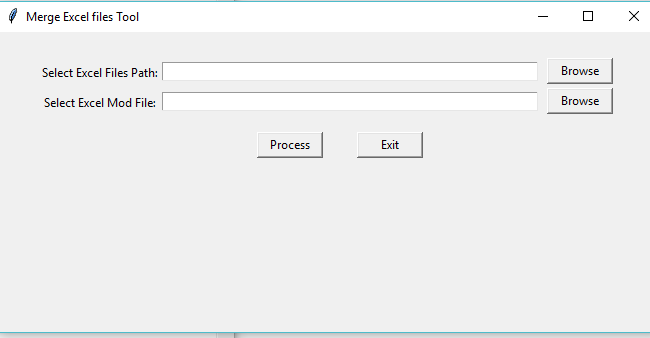 Merge Excel files Tool
Select Excel Files Path: Browse
Select Excel Mod File: Browse
Process Exit